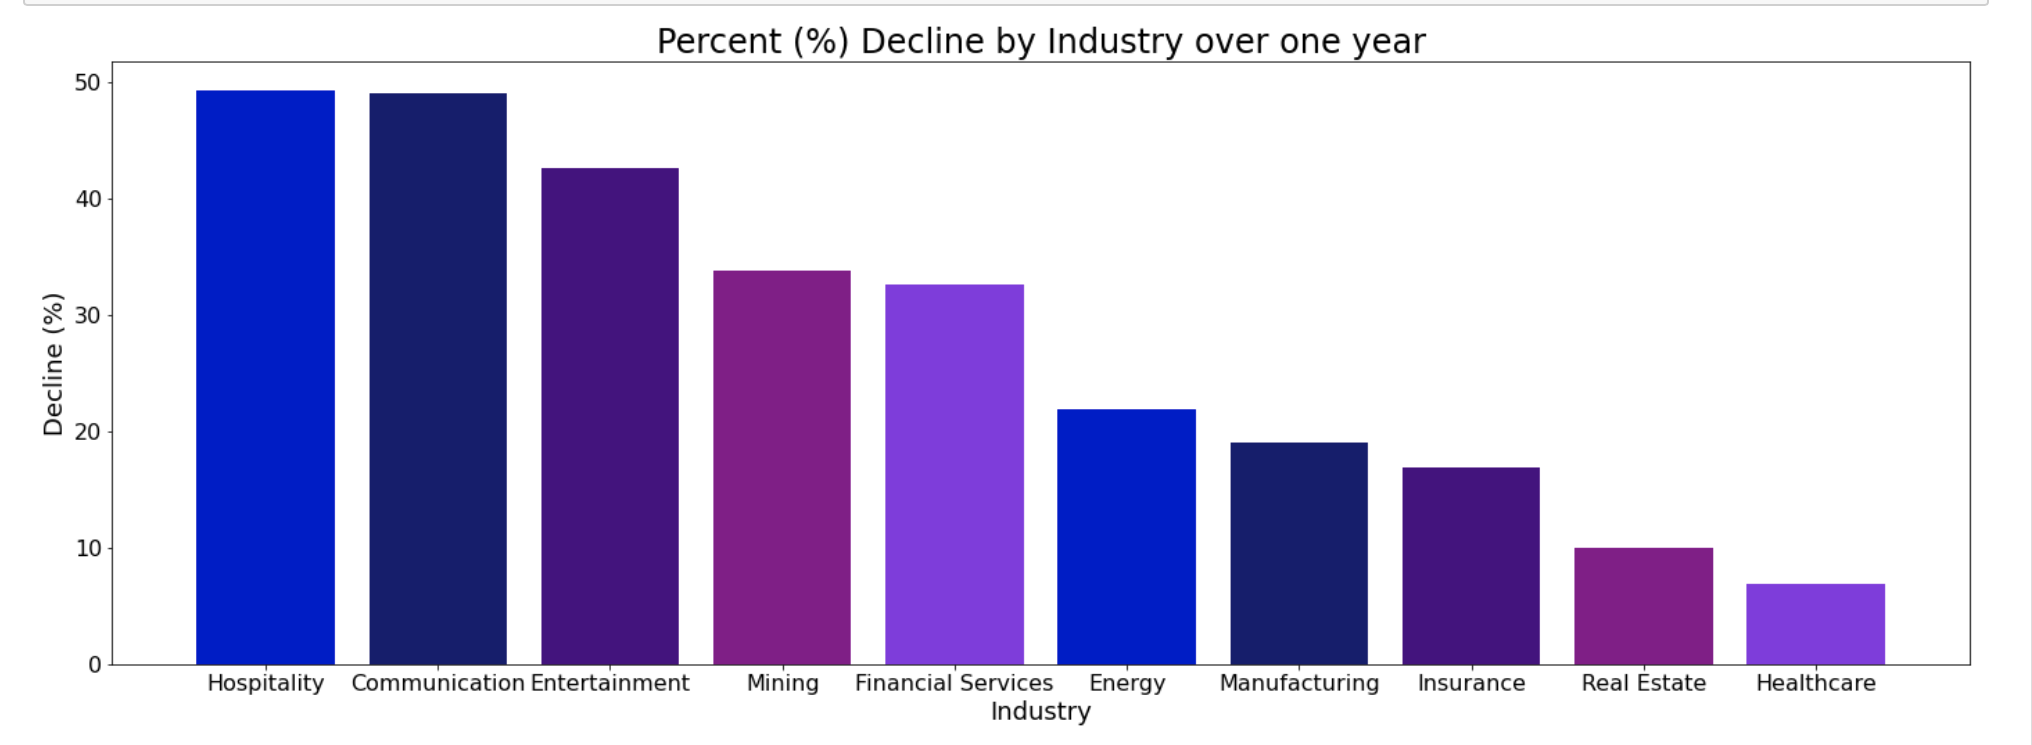 Percent (%) Decline by Industry over one year
Decline (%)
50
40
30
20
10
0
Hospitality Communication Entertainment Mining Financial Services Energy Manufacturing Insurance Real Estate Healthcare
Industry